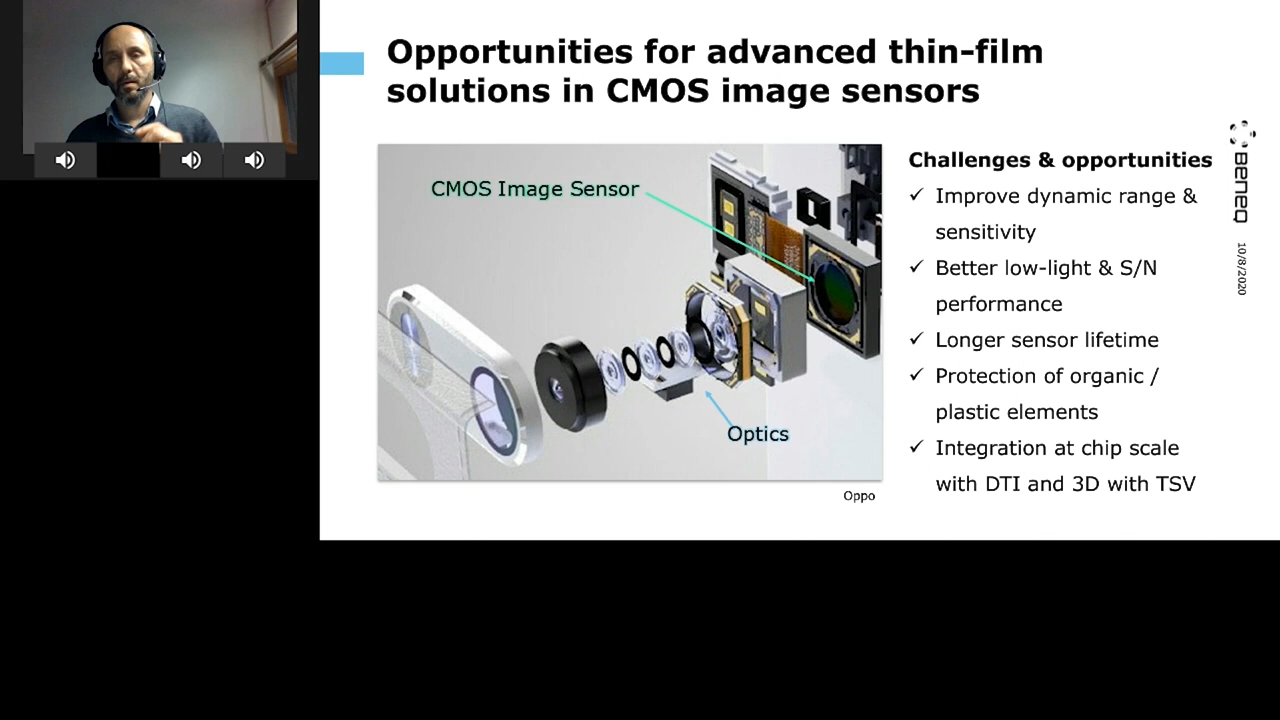 Opportunities for advanced thin-film
solutions in CMOS image sensors
CMOS Image Sensor
Optics
Oppo
Challenges & opportunities
✓ Improve dynamic range &
sensitivity
✓ Better low-light & S/N
performance
✓ Longer sensor lifetime
✓ Protection of organic /
plastic elements
✓ Integration at chip scale
with DTI and 3D with TSV
BENEQ
10/8/2020